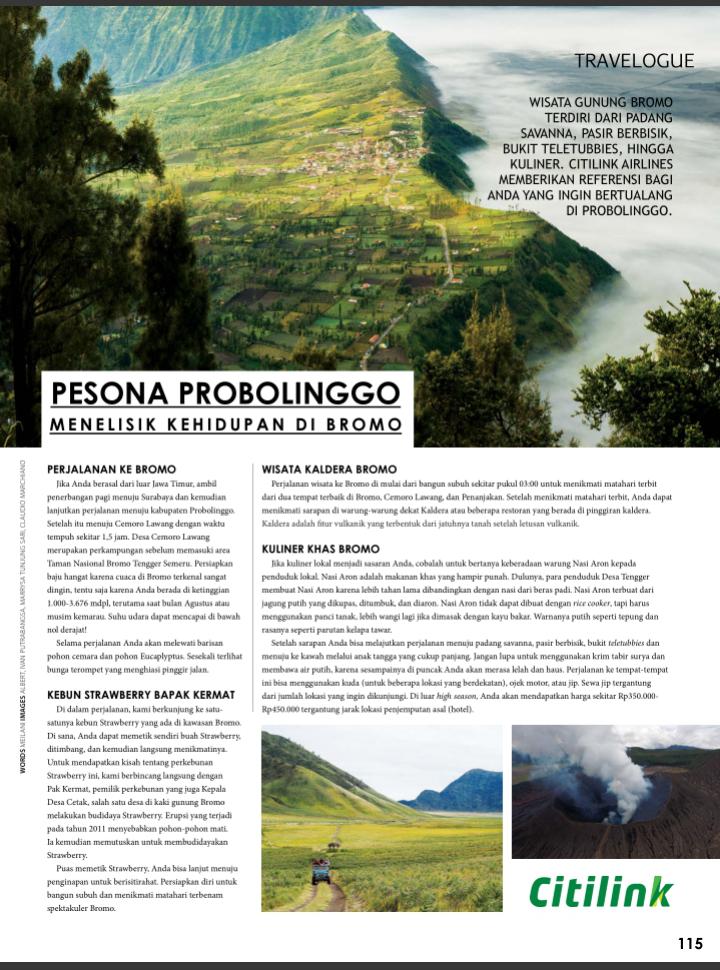 TRAVELOGUE
WISATA GUNUNG BROMO
TERDIRI DARI PADANG
SAVANNA, PASIR BERBISIK,
BUKIT TELETUBBIES, HINGGA
KULINER. CITILINK AIRLINES
MEMBERIKAN REFERENSI BAGI
ANDA YANG INGIN BERTUALANG
DI PROBOLINGGO.
PESONA PROBOLINGGO
MENELISIK KEHIDUPAN DI BROMO
WORDS MEILANI IMAGES ALBERT, IVAN PUTRABANGSA, MARRYSA TUNJUNG SARI, CLAUDIO MARCHIANO
PERJALANAN KE BROMO
Jika Anda berasal dari luar Jawa Timur, ambil
penerbangan pagi menuju Surabaya dan kemudian
lanjutkan perjalanan menuju kabupaten Probolinggo.
Setelah itu menuju Cemoro Lawang dengan waktu
tempuh sekitar 1,5 jam. Desa Cemoro Lawang
merupakan perkampungan sebelum memasuki area
Taman Nasional Bromo Tengger Semeru. Persiapkan
baju hangat karena cuaca di Bromo terkenal sangat
dingin, tentu saja karena Anda berada di ketinggian
1.000-3.676 mdpl, terutama saat bulan Agustus atau
musim kemarau. Suhu udara dapat mencapai di bawah
nol derajat!
Selama perjalanan Anda akan melewati barisan
pohon cemara dan pohon Eucaplyptus. Sesekali terlihat
bunga terompet yang menghiasi pinggir jalan.
KEBUN STRAWBERRY BAPAK KERMAT
Di dalam perjalanan, kami berkunjung ke satu-
satunya kebun Strawberry yang ada di kawasan Bromo.
Di sana, Anda dapat memetik sendiri buah Strawberry,
ditimbang, dan kemudian langsung menikmatinya.
Untuk mendapatkan kisah tentang perkebunan
Strawberry ini, kami berbincang langsung dengan
Pak Kermat, pemilik perkebunan yang juga Kepala
Desa Cetak, salah satu desa di kaki gunung Bromo
melakukan budidaya Strawberry. Erupsi yang terjadi
pada tahun 2011 menyebabkan pohon-pohon mati.
Ia kemudian memutuskan untuk membudidayakan
Strawberry.
Puas memetik Strawberry, Anda bisa lanjut menuju
penginapan untuk berisitirahat. Persiapkan diri untuk
bangun subuh dan menikmati matahari terbenam
spektakuler Bromo.
WISATA KALDERA BROMO
Perjalanan wisata ke Bromo di mulai dari bangun subuh sekitar pukul 03:00 untuk menikmati matahari terbit
dari dua tempat terbaik di Bromo, Cemoro Lawang, dan Penanjakan. Setelah menikmati matahari terbit, Anda dapat
menikmati sarapan di warung-warung dekat Kaldera atau beberapa restoran yang berada di pinggiran kaldera.
Kaldera adalah fitur vulkanik yang terbentuk dari jatuhnya tanah setelah letusan vulkanik.
KULINER KHAS BROMO
Jika kuliner lokal menjadi sasaran Anda, cobalah untuk bertanya keberadaan warung Nasi Aron kepada
penduduk lokal. Nasi Aron adalah makanan khas yang hampir punah. Dulunya, para penduduk Desa Tengger
membuat Nasi Aron karena lebih tahan lama dibandingkan dengan nasi dari beras padi. Nasi Aron terbuat dari
jagung putih yang dikupas, ditumbuk, dan diaron. Nasi Aron tidak dapat dibuat dengan rice cooker, tapi harus
menggunakan panci tanak, lebih wangi lagi jika dimasak dengan kayu bakar. Warnanya putih seperti tepung dan
rasanya seperti parutan kelapa tawar.
Setelah sarapan Anda bisa melajutkan perjalanan menuju padang savanna, pasir berbisik, bukit teletubbies dan
menuju ke kawah melalui anak tangga yang cukup panjang. Jangan lupa untuk menggunakan krim tabir surya dan
membawa air putih, karena sesampainya di puncak Anda akan merasa lelah dan haus. Perjalanan ke tempat-tempat
ini bisa menggunakan kuda (untuk beberapa lokasi yang berdekatan), ojek motor, atau jip. Sewa jip tergantung
dari jumlah lokasi yang ingin dikunjungi. Di luar high season, Anda akan mendapatkan harga sekitar Rp350.000-
Rp450.000 tergantung jarak lokasi penjemputan asal (hotel).
Citilink
115